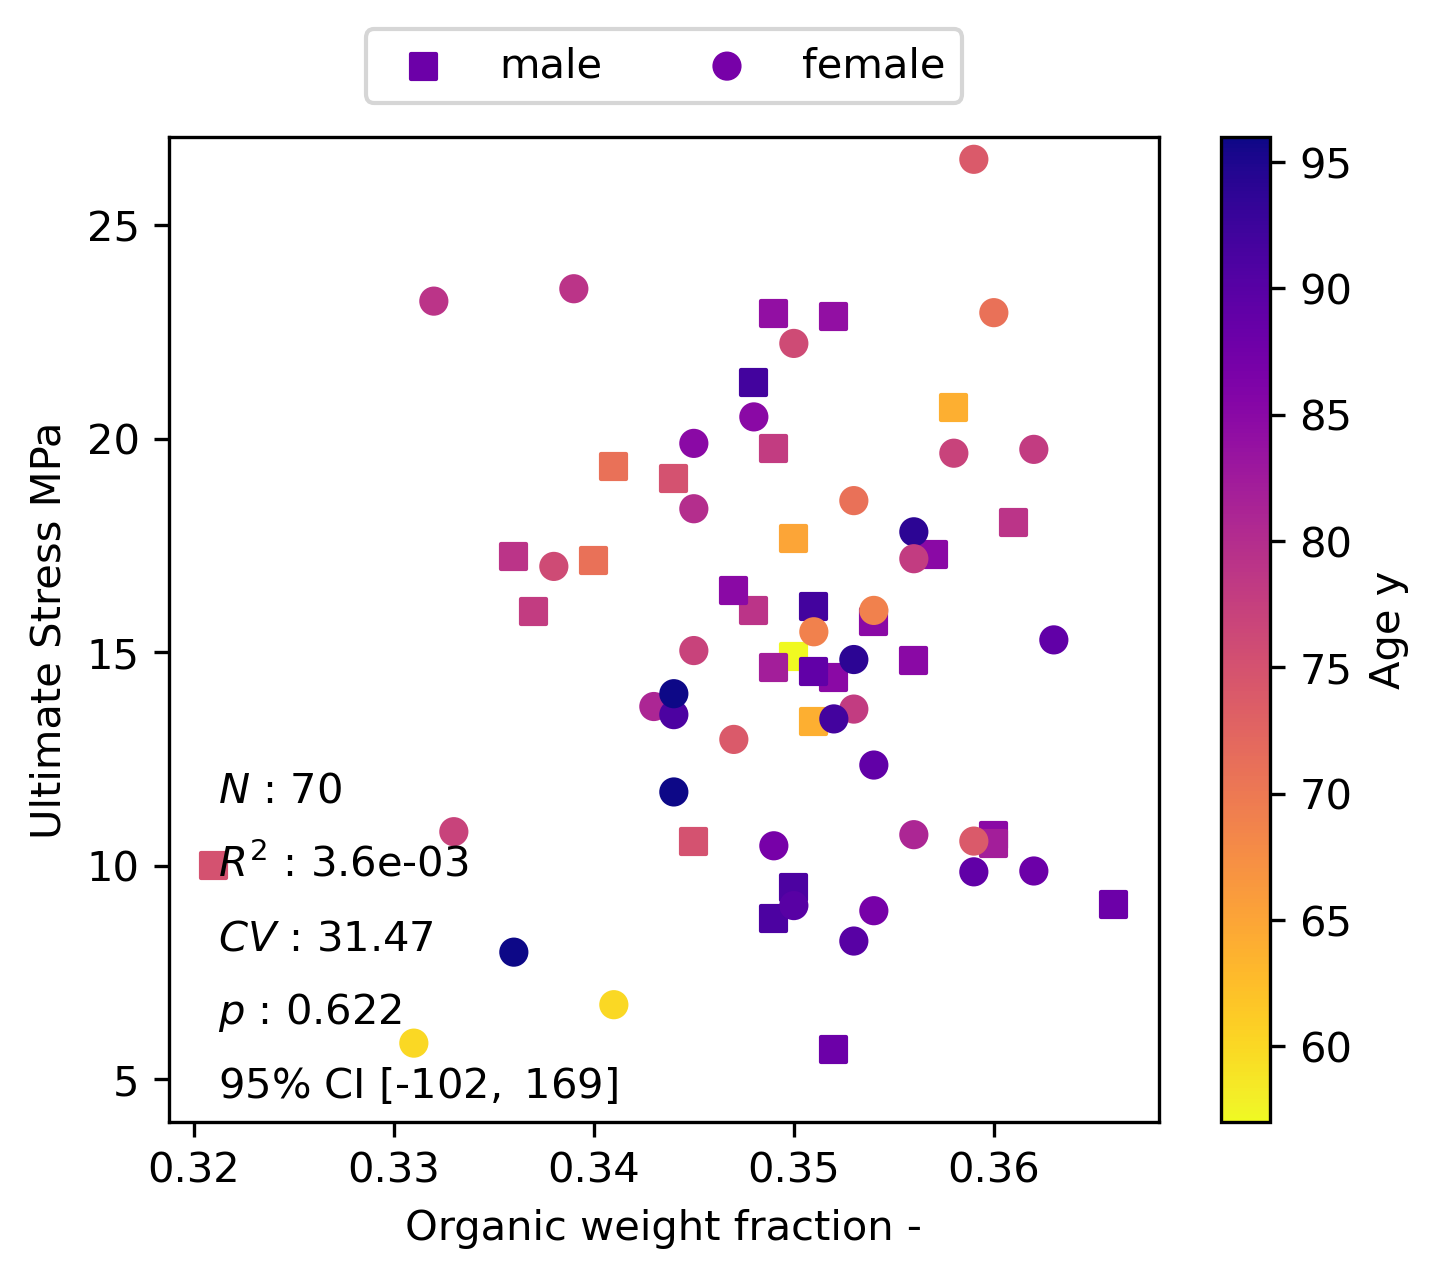 male female
25
20
15
10
5
Ultimate Stress MPa
N : 70
R² : 3.6e-03
CV : 31.47
p : 0.622
95% CI [-102, 169]
0.32 0.33 0.34 0.35 0.36
Organic weight fraction -
95
90
85
80
75
70
65
60
Age y